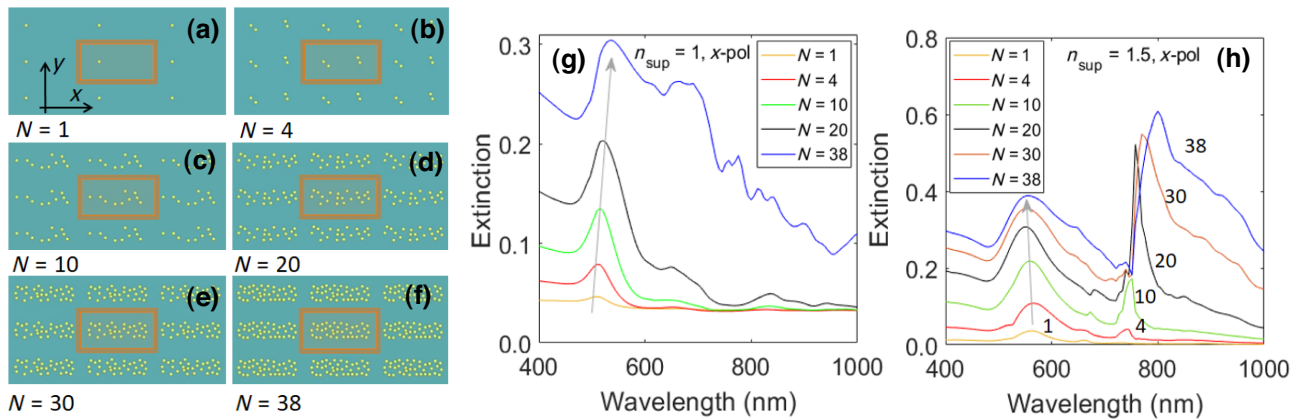 (a)
y
x
N = 1
(b)
N = 4
(c)
N = 10
(d)
N = 20
(e)
N = 30
(f)
N = 38
(g)
n_sup = 1, x-pol
N = 1
N = 4
N = 10
N = 20
N = 38
0.3
0.2
0.1
0.0
Extinction
400
600
800
1000
Wavelength (nm)
(h)
n_sup = 1.5, x-pol
N = 1
N = 4
N = 10
N = 20
N = 30
N = 38
38
30
20
10
4
1
0.8
0.6
0.4
0.2
0.0
Extinction
400
600
800
1000
Wavelength (nm)